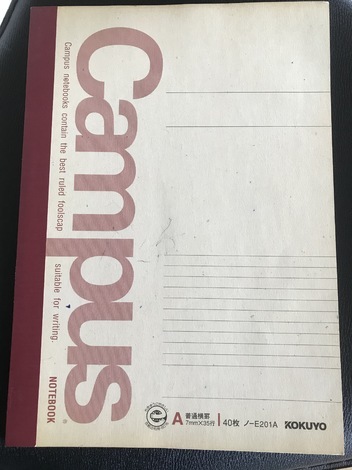 Campus
Campus notebooks contain the best ruled foolscap suitable for writing.
NOTEBOOK ®
A 普通横罫
7mm×35行
40枚 ノ-E201A KOKUYO